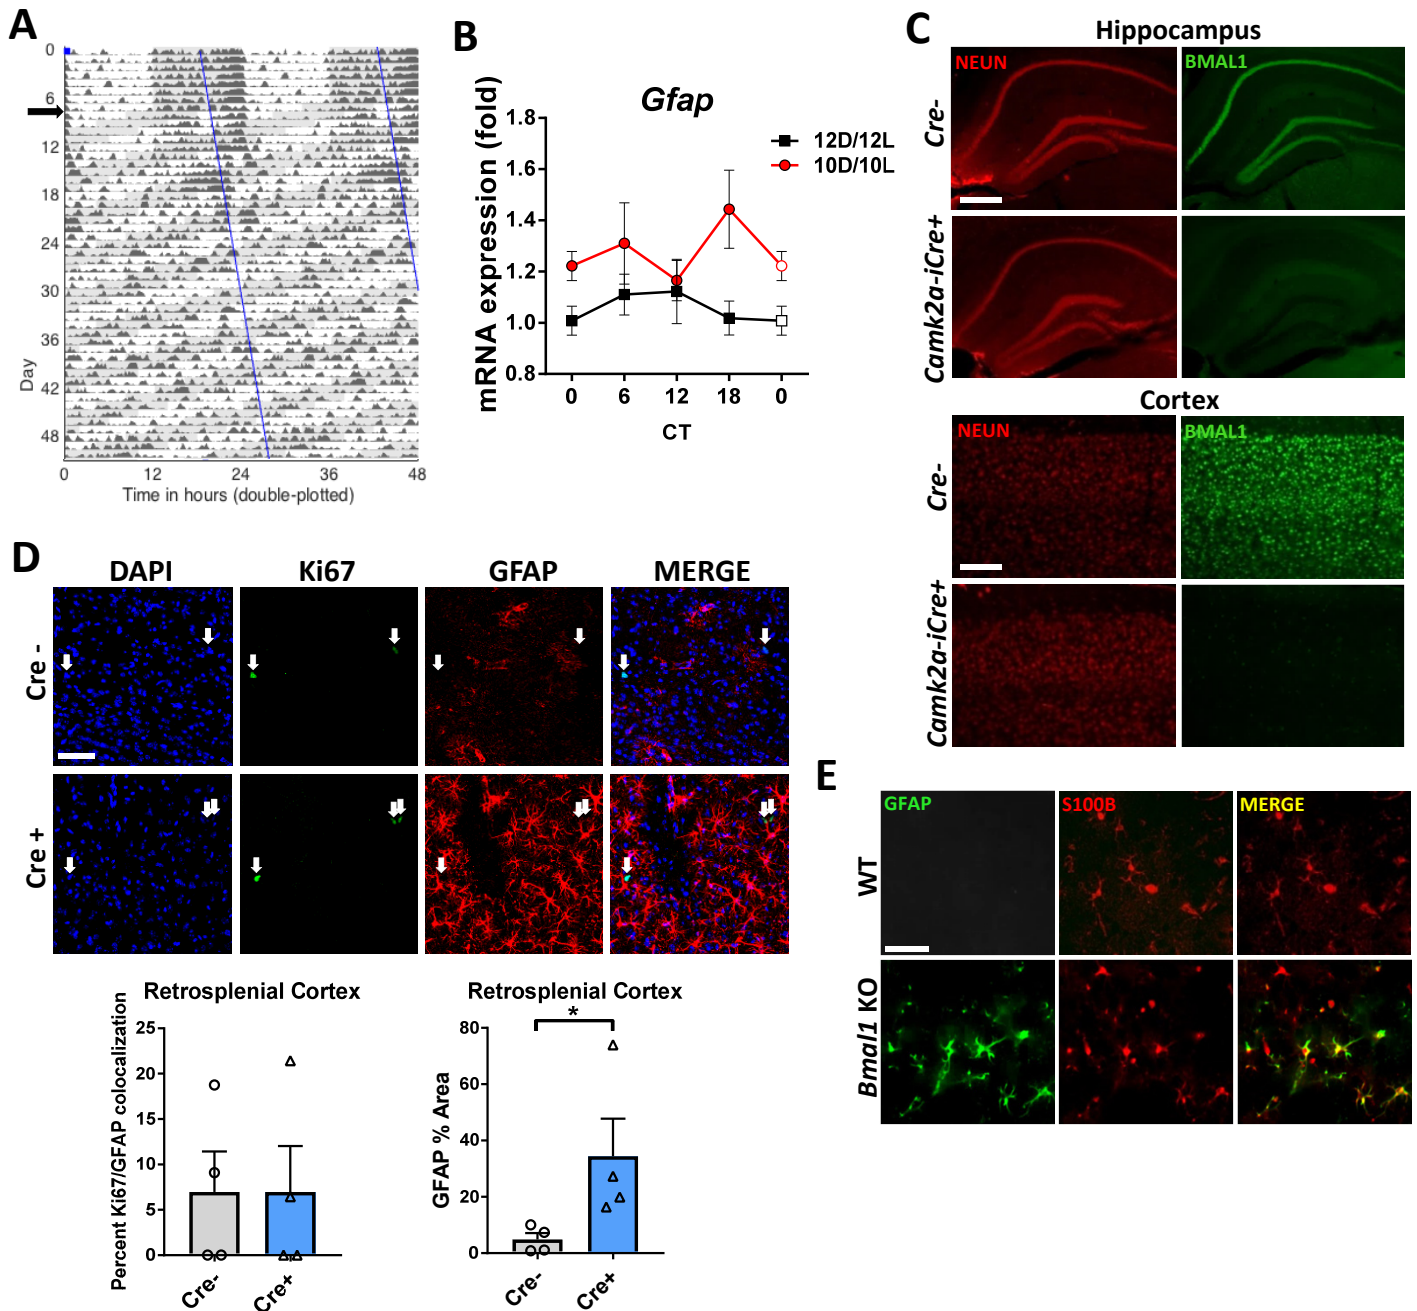 A
0
6
12
18
24
30
36
42
48
Day
0 12 24 36 48
Time in hours (double-plotted)
B
Gfap
mRNA expression (fold)
1.8
1.6
1.4
1.2
1.0
0.8
12D/12L
10D/10L
0 6 12 18 0
CT
C
Hippocampus
Cre-
NEUN
BMAL1
Camk2a-iCre+
Cortex
Cre-
NEUN
BMAL1
Camk2a-iCre+
D
DAPI
Ki67
GFAP
MERGE
Cre -
Cre +
Retrosplenial Cortex
Percent Ki67/GFAP colocalization
25
20
15
10
5
0
Cre-
Cre+
Retrosplenial Cortex
*
GFAP % Area
80
60
40
20
0
Cre-
Cre+
E
GFAP
S100B
MERGE
WT
Bmal1 KO